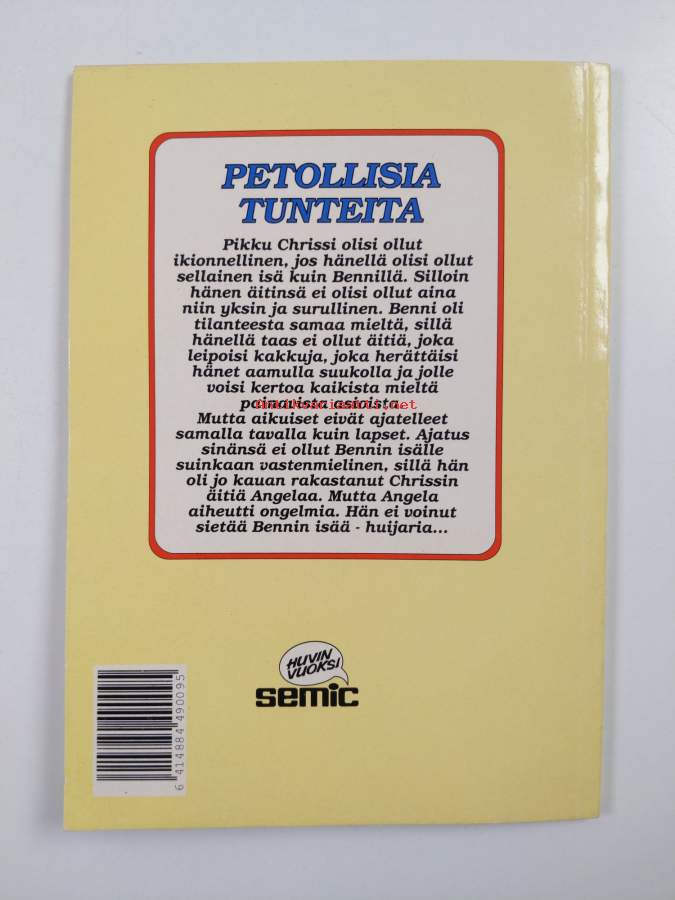 PETOLLISIA
TUNTEITA
Pikku Chrissi olisi ollut
ikionnellinen, jos hänellä olisi ollut
sellainen isä kuin Bennillä. Silloin
hänen äitinsä ei olisi ollut aina
niin yksin ja surullinen. Benni oli
tilanteesta samaa mieltä, sillä
hänellä taas ei ollut äitiä, joka
leipoisi kakkuja, joka herättäisi
hänet aamulla suukolla ja jolle
voisi kertoa kaikista mieltä
painavista asioista.
Mutta aikuiset eivät ajatelleet
samalla tavalla kuin lapset. Ajatus
sinänsä ei ollut Bennin isälle
suinkaan vastenmielinen, sillä hän
oli jo kauan rakastanut Chrissin
äitiä Angelaa. Mutta Angela
aiheutti ongelmia. Hän ei voinut
sietää Bennin isää - huijaria...
HUVIN
VUOKSI
semic
6 414884 490095